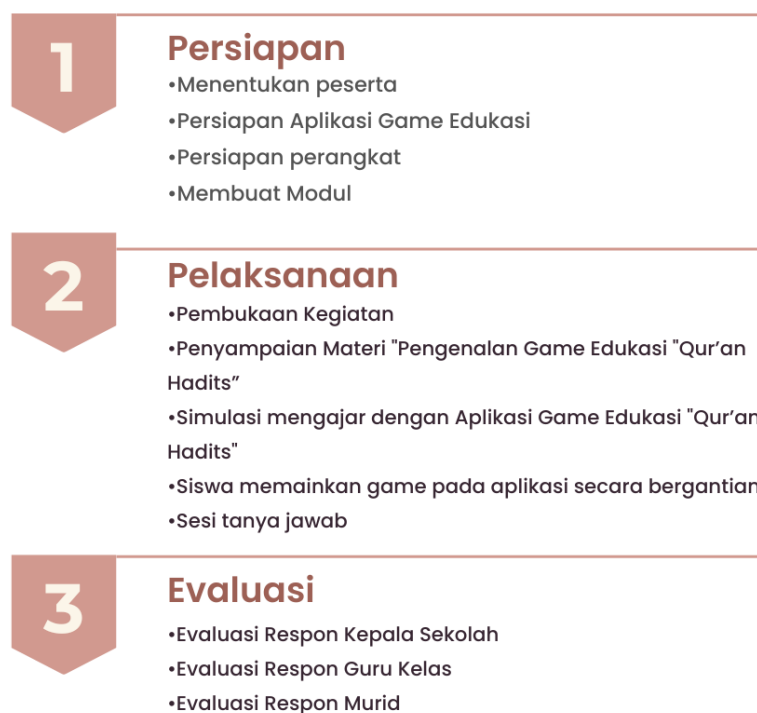 1
Persiapan
•Menentukan peserta
•Persiapan Aplikasi Game Edukasi
•Persiapan perangkat
•Membuat Modul
2
Pelaksanaan
•Pembukaan Kegiatan
•Penyampaian Materi "Pengenalan Game Edukasi "Qur’an
Hadits”
•Simulasi mengajar dengan Aplikasi Game Edukasi "Qur’an
Hadits"
•Siswa memainkan game pada aplikasi secara bergantian
•Sesi tanya jawab
3
Evaluasi
•Evaluasi Respon Kepala Sekolah
•Evaluasi Respon Guru Kelas
•Evaluasi Respon Murid